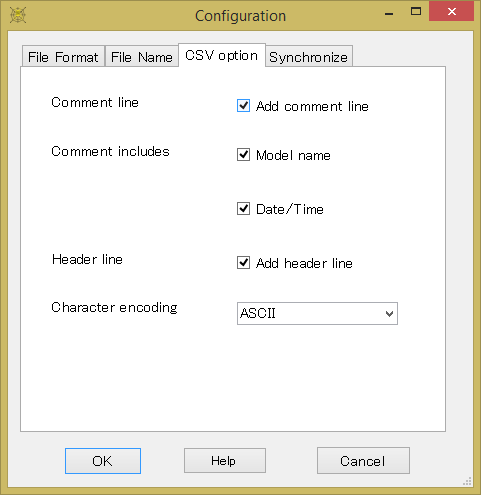 Configuration
File Format File Name CSV option Synchronize
Comment line Add comment line
Comment includes Model name
Date/Time
Header line Add header line
Character encoding ASCII
OK Help Cancel